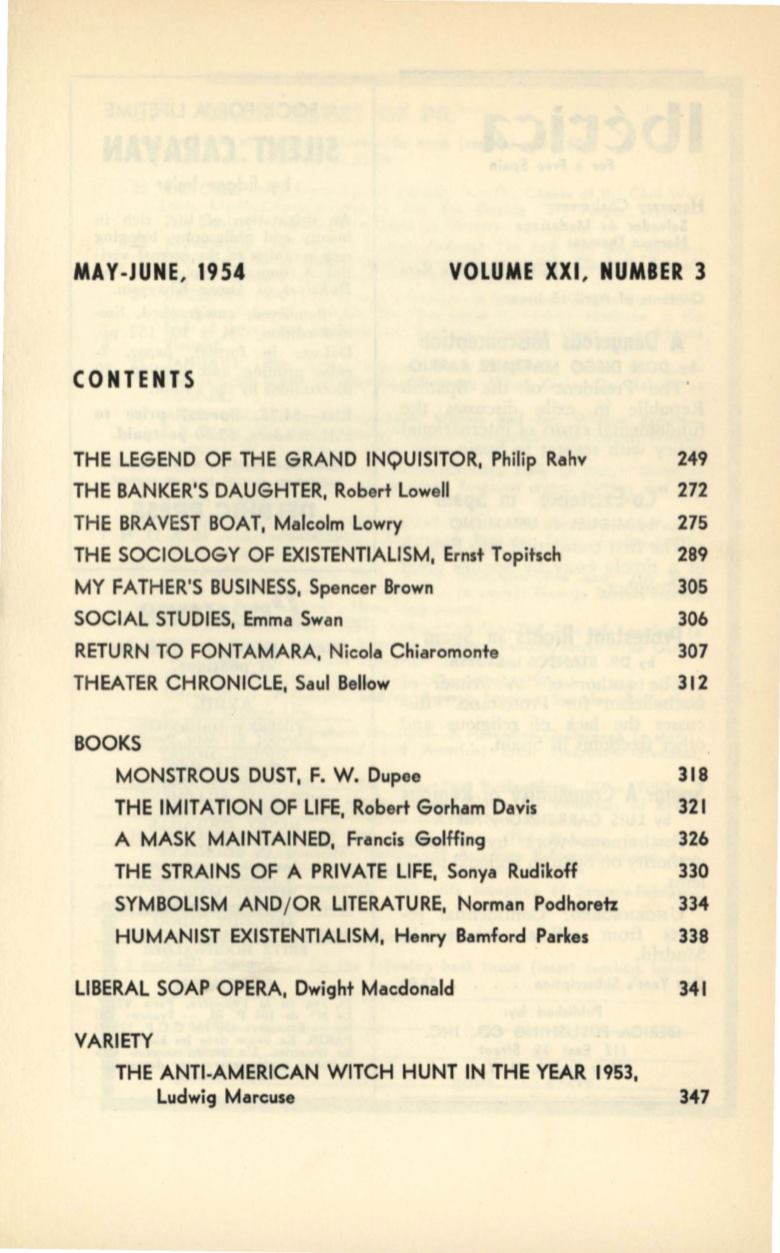 MAY-JUNE, 1954 VOLUME XXI, NUMBER 3
CONTENTS
THE LEGEND OF THE GRAND INQUISITOR, Philip Rahv 249
THE BANKER'S DAUGHTER, Robert Lowell 272
THE BRAVEST BOAT, Malcolm Lowry 275
THE SOCIOLOGY OF EXISTENTIALISM, Ernst Topitsch 289
MY FATHER'S BUSINESS, Spencer Brown 305
SOCIAL STUDIES, Emma Swan 306
RETURN TO FONTAMARA, Nicola Chiaromonte 307
THEATER CHRONICLE, Saul Bellow 312
BOOKS
MONSTROUS DUST, F. W. Dupee 318
THE IMITATION OF LIFE, Robert Gorham Davis 321
A MASK MAINTAINED, Francis Golffing 326
THE STRAINS OF A PRIVATE LIFE, Sonya Rudikoff 330
SYMBOLISM AND/OR LITERATURE, Norman Podhoretz 334
HUMANIST EXISTENTIALISM, Henry Bamford Parkes 338
LIBERAL SOAP OPERA, Dwight Macdonald 341
VARIETY
THE ANTI-AMERICAN WITCH HUNT IN THE YEAR 1953,
Ludwig Marcuse 347